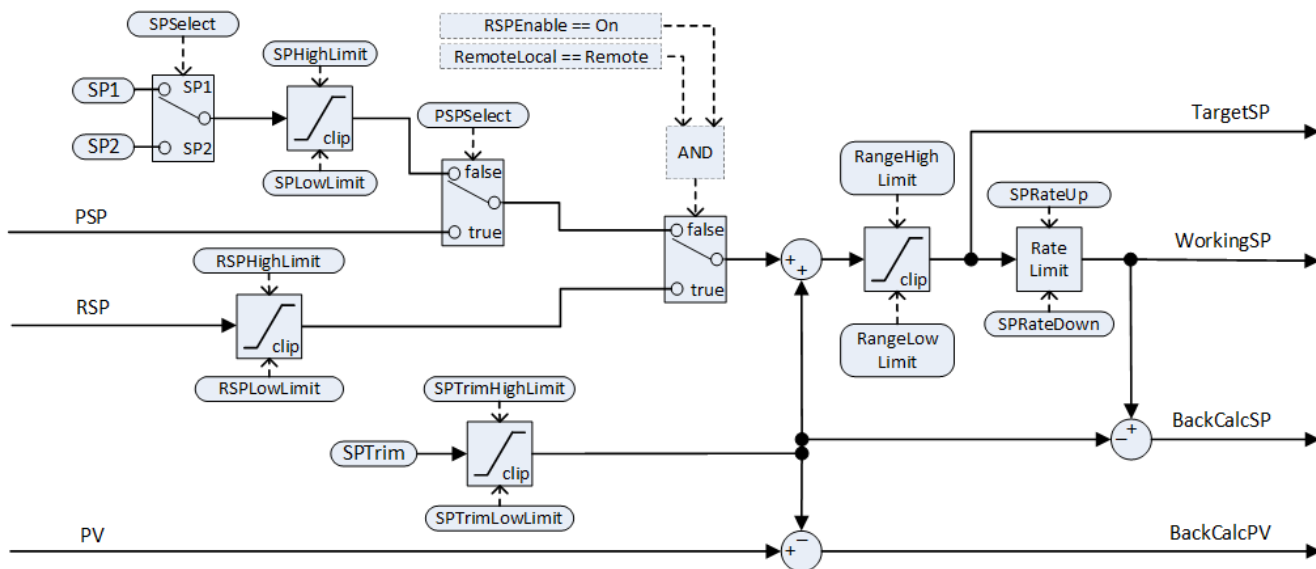 SPSelect
SP1
SP1
SP2
SP2
SPHighLimit
clip
SPLowLimit
PSPSelect
false
true
PSP
RSPEnable == On
RemoteLocal == Remote
AND
false
true
RSPHighLimit
RSP
clip
RSPLowLimit
+
+
RangeHigh
Limit
clip
RangeLow
Limit
TargetSP
SPRateUp
Rate
Limit
SPRateDown
WorkingSP
SPTrimHighLimit
SPTrim
clip
SPTrimLowLimit
− +
BackCalcSP
PV
+ −
BackCalcPV